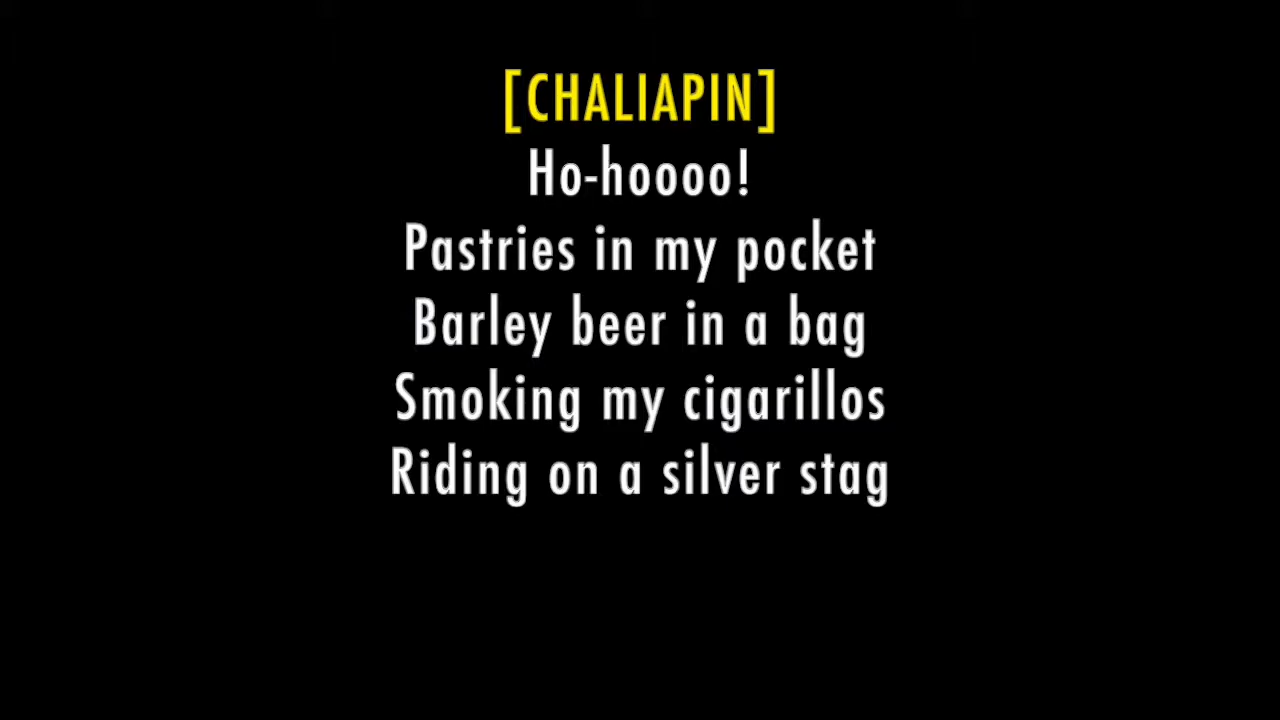 [CHALIAPIN]
Ho-hoooo!
Pastries in my pocket
Barley beer in a bag
Smoking my cigarillos
Riding on a silver stag